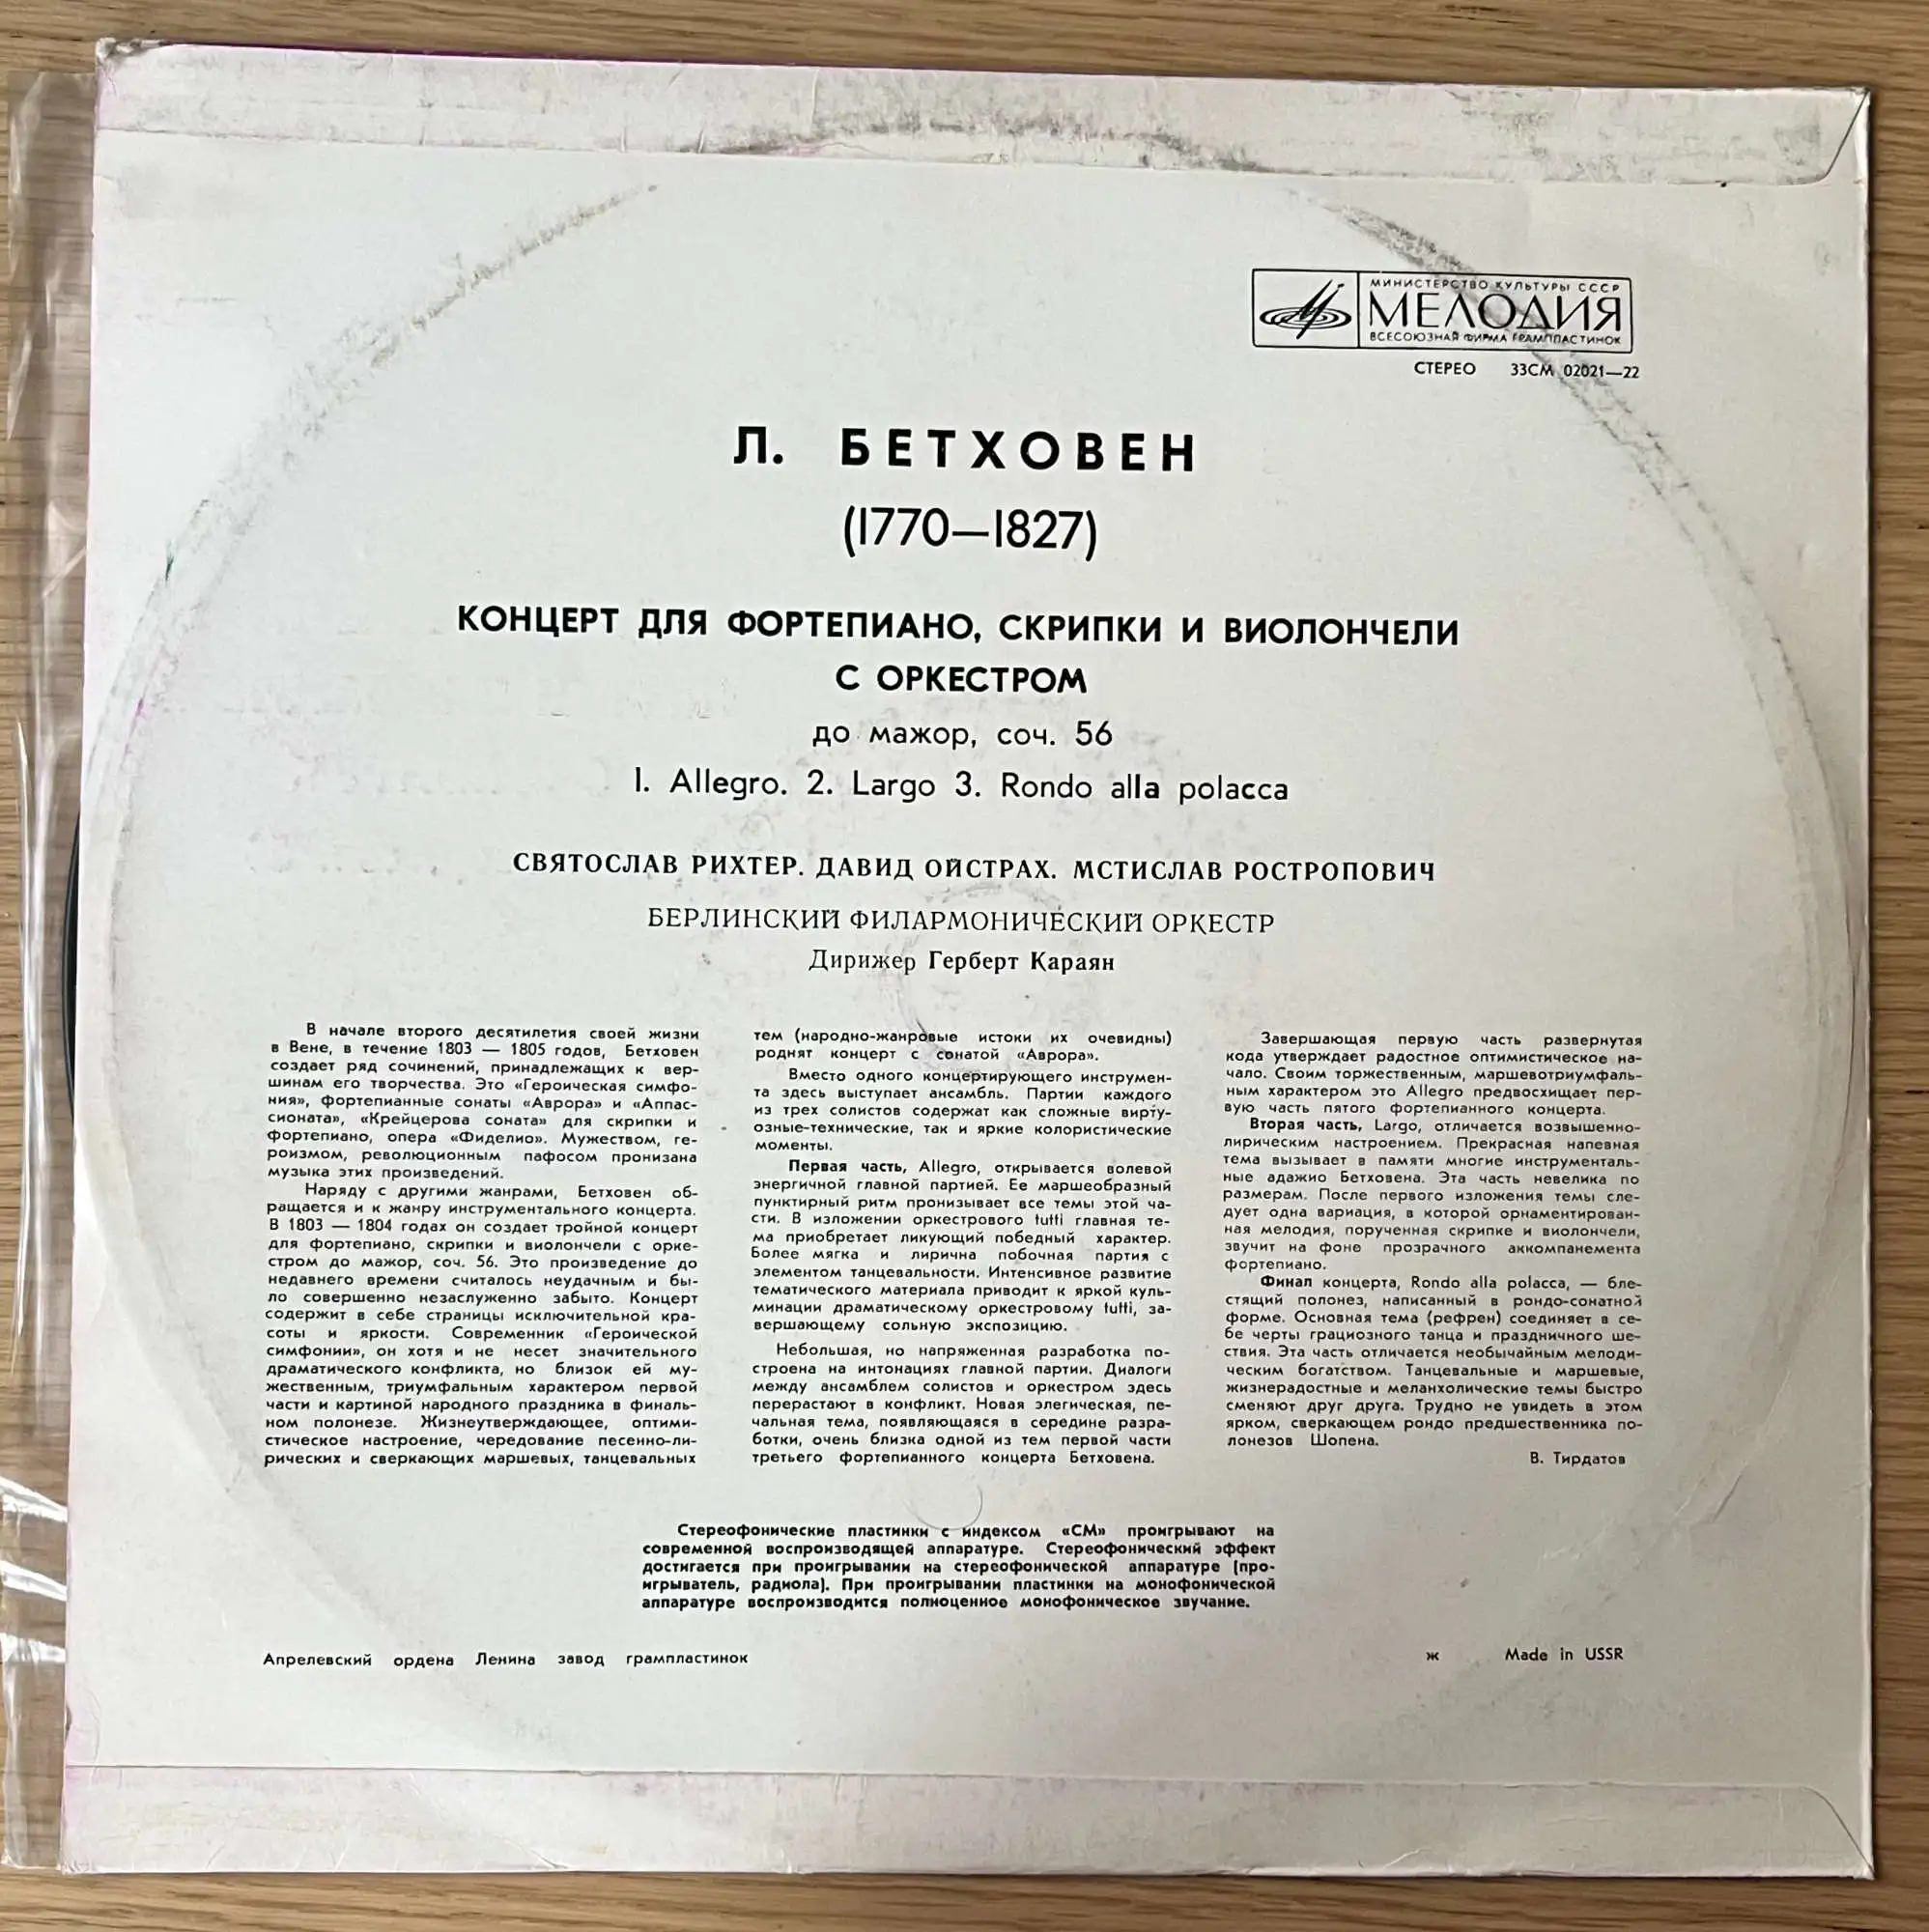 МИНИСТЕРСТВО КУЛЬТУРЫ СССР
МЕЛОДИЯ
ВСЕСОЮЗНАЯ ФИРМА ГРАМПЛАСТИНОК
СТЕРЕО 33СМ 02021—22
Л. БЕТХОВЕН
(1770—1827)
КОНЦЕРТ ДЛЯ ФОРТЕПИАНО, СКРИПКИ И ВИОЛОНЧЕЛИ
С ОРКЕСТРОМ
до мажор, соч. 56
1. Allegro. 2. Largo 3. Rondo alla polacca
СВЯТОСЛАВ РИХТЕР. ДАВИД ОЙСТРАХ. МСТИСЛАВ РОСТРОПОВИЧ
БЕРЛИНСКИЙ ФИЛАРМОНИЧЕСКИЙ ОРКЕСТР
Дирижер Герберт Караян
В начале второго десятилетия своей жизни
в Вене, в течение 1803 — 1805 годов, Бетховен
создает ряд сочинений, принадлежащих к вер-
шинам его творчества. Это «Героическая симфо-
ния», фортепианные сонаты «Аврора» и «Аппас-
сионата», «Крейцерова соната» для скрипки и
фортепиано, опера «Фиделио». Мужеством, ге-
роизмом, революционным пафосом пронизана
музыка этих произведений.
Наряду с другими жанрами, Бетховен об-
ращается и к жанру инструментального концерта.
В 1803 — 1804 годах он создает тройной концерт
для фортепиано, скрипки и виолончели с орке-
стром до мажор, соч. 56. Это произведение до
недавнего времени считалось неудачным и бы-
ло совершенно незаслуженно забыто. Концерт
содержит в себе страницы исключительной кра-
соты и яркости. Современник «Героической
симфонии», он хотя и не несет значительного
драматического конфликта, но близок ей му-
жественным, триумфальным характером первой
части и картиной народного праздника в финаль-
ном полонезе. Жизнеутверждающее, оптими-
стическое настроение, чередование песенно-ли-
рических и сверкающих маршевых, танцевальных
тем (народно-жанровые истоки их очевидны)
роднят концерт с сонатой «Аврора».
Вместо одного концертирующего инструмен-
та здесь выступает ансамбль. Партии каждого
из трех солистов содержат как сложные вирту-
озные-технические, так и яркие колористические
моменты.
Первая часть, Allegro, открывается волевой
энергичной главной партией. Ее маршеобразный
пунктирный ритм пронизывает все темы этой ча-
сти. В изложении оркестрового tutti главная те-
ма приобретает ликующий победный характер.
Более мягка и лирична побочная партия с
элементом танцевальности. Интенсивное развитие
тематического материала приводит к яркой куль-
минации драматическому оркестровому tutti, за-
вершающему сольную экспозицию.
Небольшая, но напряженная разработка по-
строена на интонациях главной партии. Диалоги
между ансамблем солистов и оркестром здесь
перерастают в конфликт. Новая элегическая, пе-
чальная тема, появляющаяся в середине разра-
ботки, очень близка одной из тем первой части
третьего фортепианного концерта Бетховена.
Завершающая первую часть развернутая
кода утверждает радостное оптимистическое на-
чало. Своим торжественным, маршевотриумфаль-
ным характером это Allegro предвосхищает пер-
вую часть пятого фортепианного концерта.
Вторая часть, Largo, отличается возвышенно-
лирическим настроением. Прекрасная напевная
тема вызывает в памяти многие инструменталь-
ные адажио Бетховена. Эта часть невелика по
размерам. После первого изложения темы сле-
дует одна вариация, в которой орнаментирован-
ная мелодия, порученная скрипке и виолончели,
звучит на фоне прозрачного аккомпанемента
фортепиано.
Финал концерта, Rondo alla polacca, — бле-
стящий полонез, написанный в рондо-сонатной
форме. Основная тема (рефрен) соединяет в се-
бе черты грациозного танца и праздничного ше-
ствия. Эта часть отличается необычайным мелоди-
ческим богатством. Танцевальные и маршевые,
жизнерадостные и меланхолические темы быстро
сменяют друг друга. Трудно не увидеть в этом
ярком, сверкающем рондо предшественника по-
лонезов Шопена.
В. Тирдатов
Стереофонические пластинки с индексом «СМ» проигрывают на
современной воспроизводящей аппаратуре. Стереофонический эффект
достигается при проигрывании на стереофонической аппаратуре (про-
игрыватель, радиола). При проигрывании пластинки на монофонической
аппаратуре воспроизводится полноценное монофоническое звучание.
Апрелевский ордена Ленина завод грампластинок
ж Made in USSR